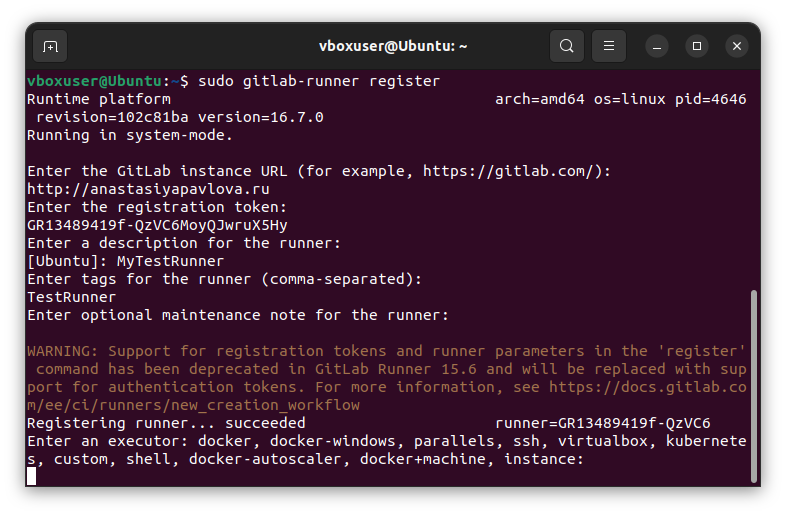 vboxuser@Ubuntu: ~
vboxuser@Ubuntu:~$ sudo gitlab-runner register
Runtime platform                                    arch=amd64 os=linux pid=4646
 revision=102c81ba version=16.7.0
Running in system-mode.
Enter the GitLab instance URL (for example, https://gitlab.com/):
http://anastasiyapavlova.ru
Enter the registration token:
GR13489419f-QzVC6MoyQJwruX5Hy
Enter a description for the runner:
[Ubuntu]: MyTestRunner
Enter tags for the runner (comma-separated):
TestRunner
Enter optional maintenance note for the runner:
WARNING: Support for registration tokens and runner parameters in the 'register'
 command has been deprecated in GitLab Runner 15.6 and will be replaced with sup
port for authentication tokens. For more information, see https://docs.gitlab.co
m/ee/ci/runners/new_creation_workflow
Registering runner... succeeded                     runner=GR13489419f-QzVC6
Enter an executor: docker, docker-windows, parallels, ssh, virtualbox, kubernete
s, custom, shell, docker-autoscaler, docker+machine, instance: